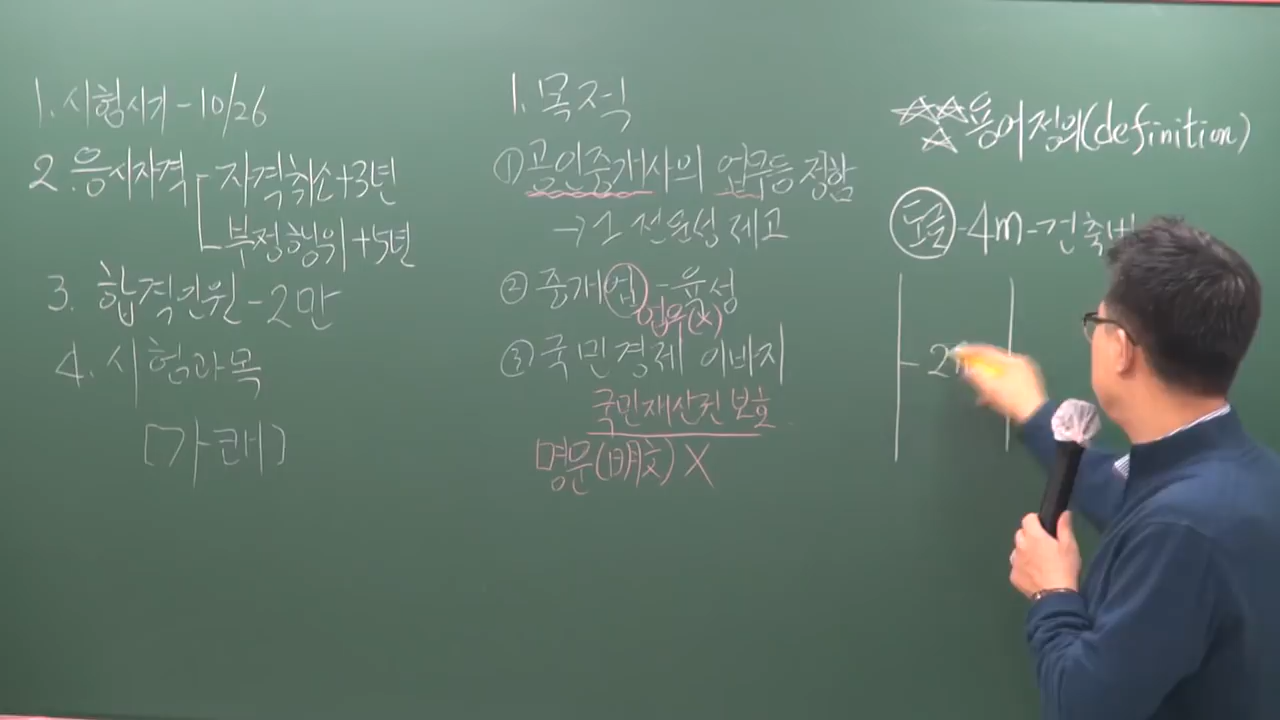 1. 시험시기 - 10/26
2. 응시자격 - 자격취소+3년
부정행위+5년
3. 합격인원 - 2만
4. 시험과목
[가 코너]
1. 목적
① 공인중개사의 업무등 정함
→ 전문성 제고
② 중개업 - 육성
업무(X)
③ 국민경제 이바지
국민재산권 보호
명문(明文) X
☆☆☆용어정의(definition)
도로 - 4m - 건축법
2m